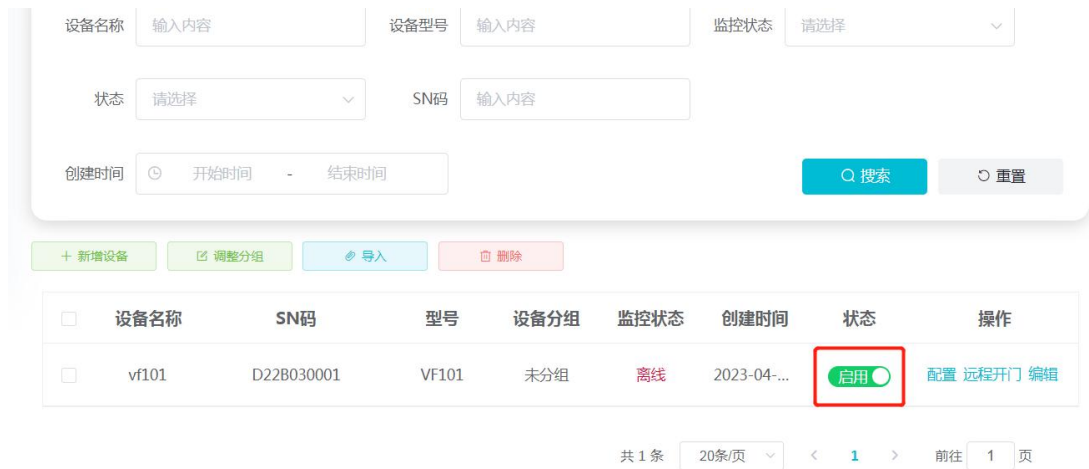 设备名称 输入内容 设备型号 输入内容 监控状态 请选择
状态 请选择 SN码 输入内容
创建时间 开始时间 - 结束时间 搜索 重置
+ 新增设备 调整分组 导入 删除
设备名称 SN码 型号 设备分组 监控状态 创建时间 状态 操作
vf101 D22B030001 VF101 未分组 离线 2023-04-... 启用 配置 远程开门 编辑
共 1 条 20条/页 < 1 > 前往 1 页